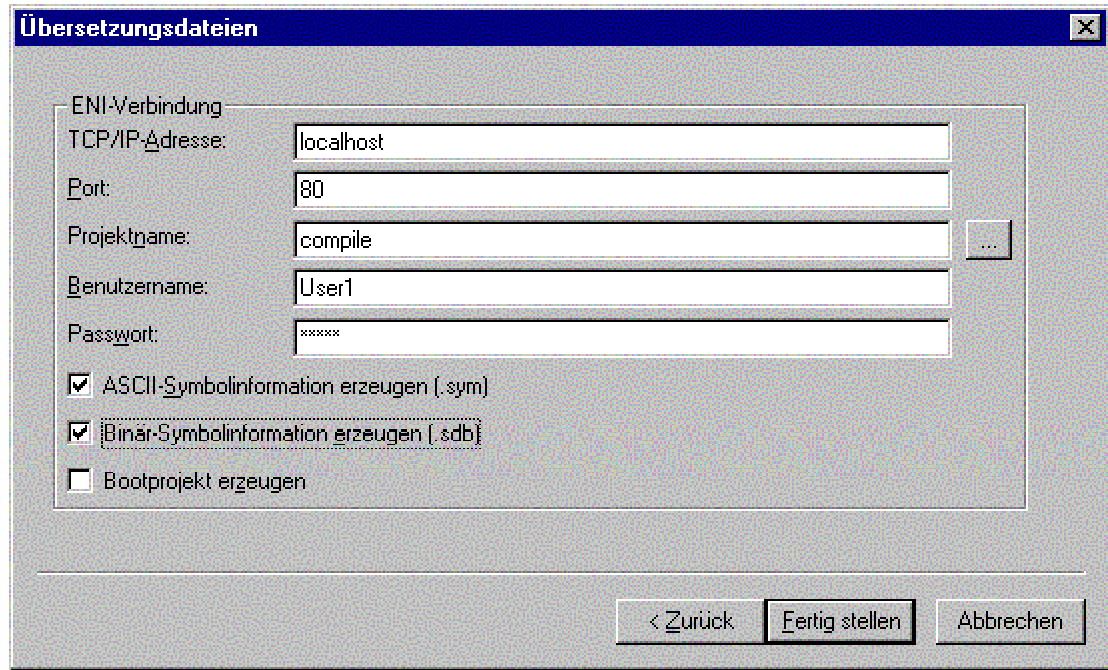 Übersetzungsdateien
ENI-Verbindung
TCP/IP-Adresse: localhost
Port: 80
Projektname: compile ...
Benutzername: User1
Passwort: *****
ASCII-Symbolinformation erzeugen (.sym)
Binär-Symbolinformation erzeugen (.sdb)
Bootprojekt erzeugen
< Zurück Fertig stellen Abbrechen